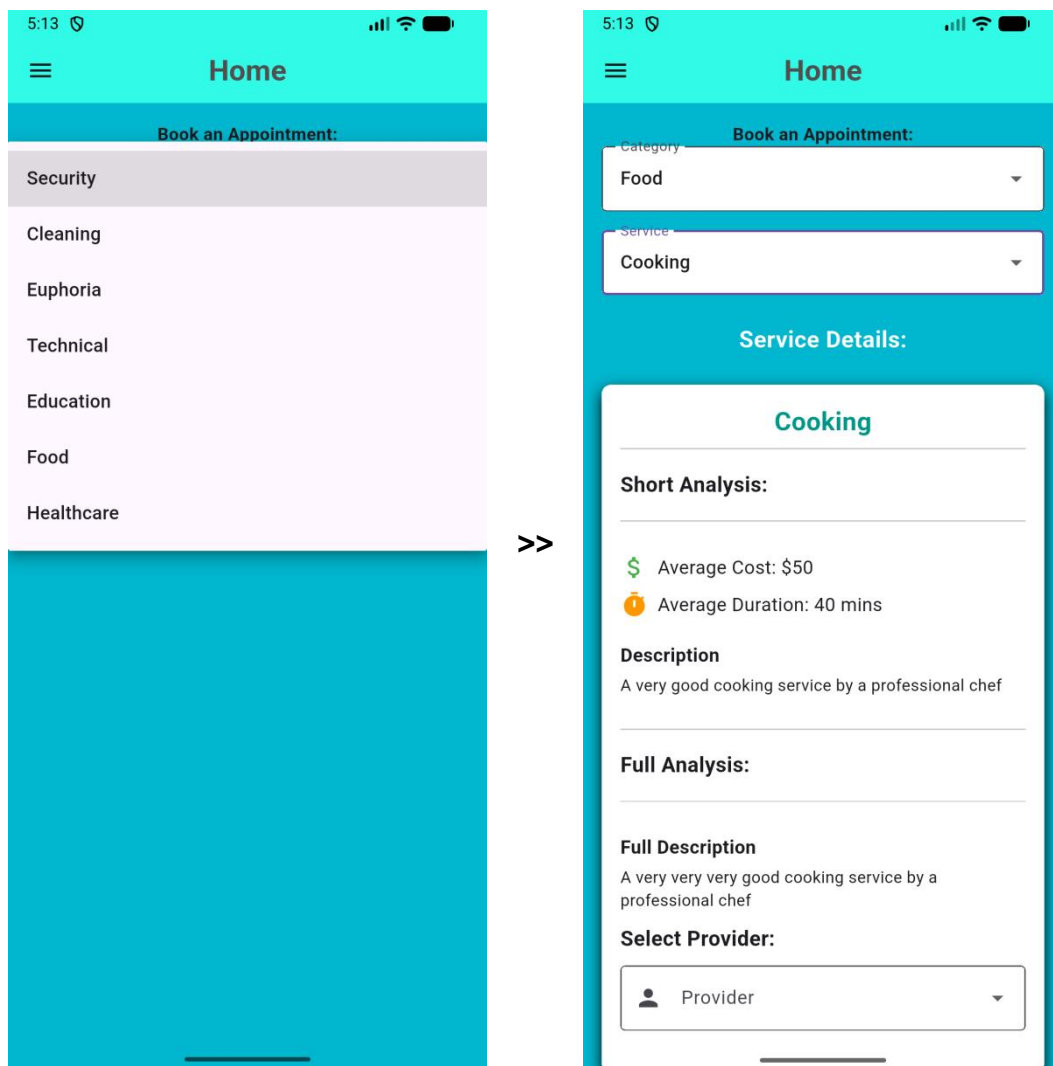 5:13
Home
Book an Appointment:
Security
Cleaning
Euphoria
Technical
Education
Food
Healthcare
>>
5:13
Home
Book an Appointment:
Category
Food
Service
Cooking
Service Details:
Cooking
Short Analysis:
$ Average Cost: $50
Average Duration: 40 mins
Description
A very good cooking service by a professional chef
Full Analysis:
Full Description
A very very very good cooking service by a
professional chef
Select Provider:
Provider